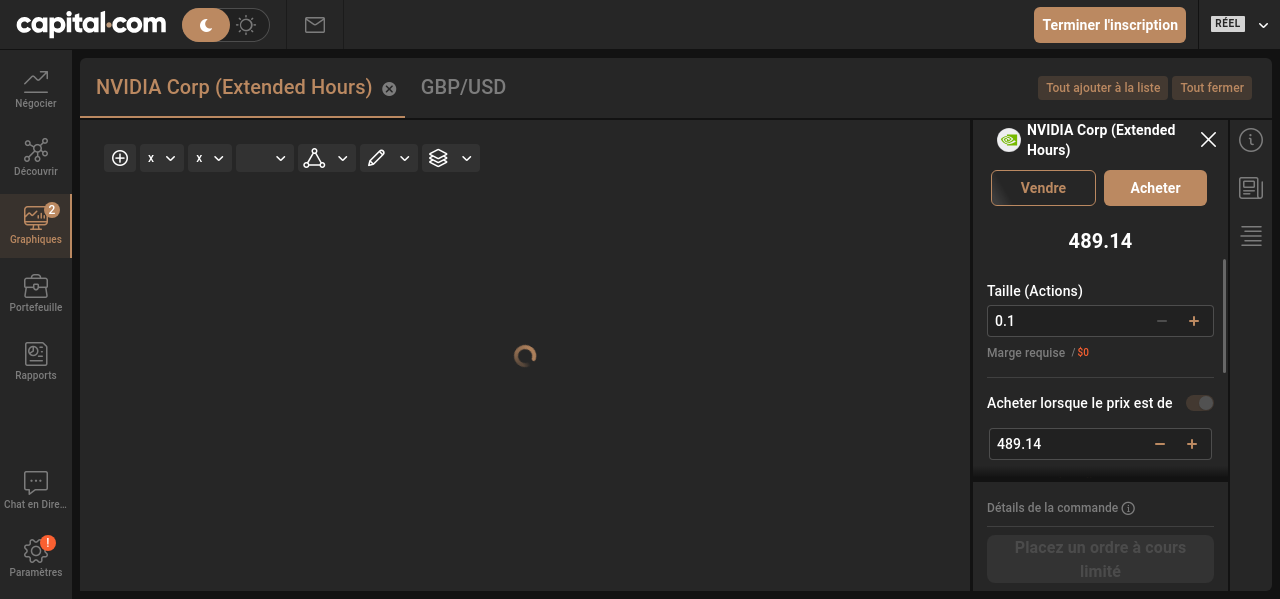 capital.com
Terminer l'inscription
RÉEL
Négocier
Découvrir
2
Graphiques
Portefeuille
Rapports
Chat en Dire...
!
Paramètres
NVIDIA Corp (Extended Hours)
GBP/USD
Tout ajouter à la liste
Tout fermer
x
x
NVIDIA Corp (Extended
Hours)
Vendre
Acheter
489.14
Taille (Actions)
0.1
Marge requise / $0
Acheter lorsque le prix est de
489.14
Détails de la commande
Placez un ordre à cours
limité